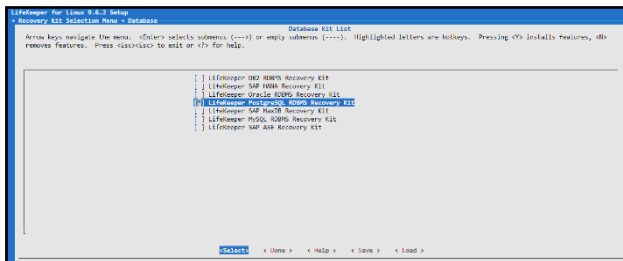 LifeKeeper for Linux 9.6.2 Setup
→ Recovery Kit Selection Menu → Database
Database Kit List
Arrow keys navigate the menu. <Enter> selects submenus (--->) or empty submenus (----). Highlighted letters are hotkeys. Pressing <Y> installs features, <N>
removes features. Press <Esc><Esc> to exit or <?> for help.
[ ] LifeKeeper DB2 RDBMS Recovery Kit
[ ] LifeKeeper SAP HANA Recovery Kit
[ ] LifeKeeper Oracle RDBMS Recovery Kit
[*] LifeKeeper PostgreSQL RDBMS Recovery Kit
[ ] LifeKeeper SAP MaxDB Recovery Kit
[ ] LifeKeeper MySQL RDBMS Recovery Kit
[ ] LifeKeeper SAP ASE Recovery Kit
<Select> < Done > < Help > < Save > < Load >